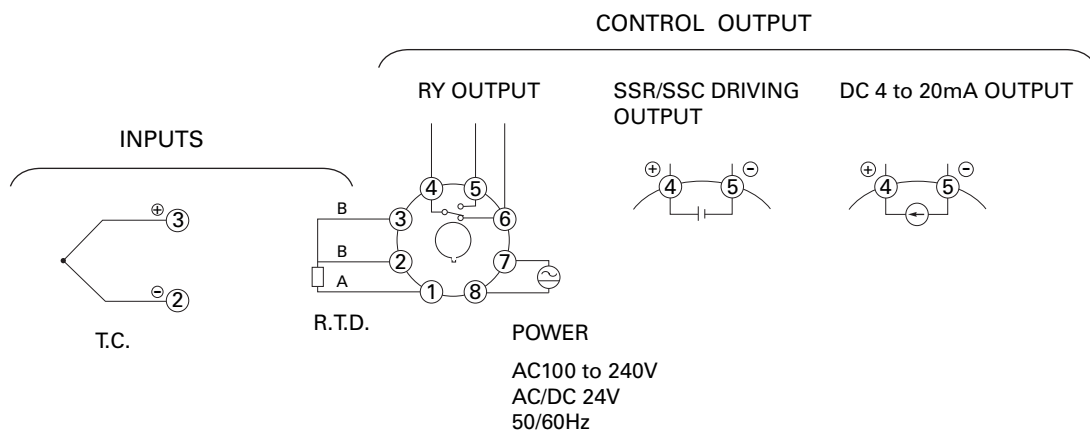 CONTROL OUTPUT
RY OUTPUT
SSR/SSC DRIVING
OUTPUT
DC 4 to 20mA OUTPUT
INPUTS
⊕ 3
⊖ 2
T.C.
B
B
A
R.T.D.
4 5
3 6
2 7
1 8
⊕ ⊖
4 5
⊕ ⊖
4 5
POWER
AC100 to 240V
AC/DC 24V
50/60Hz